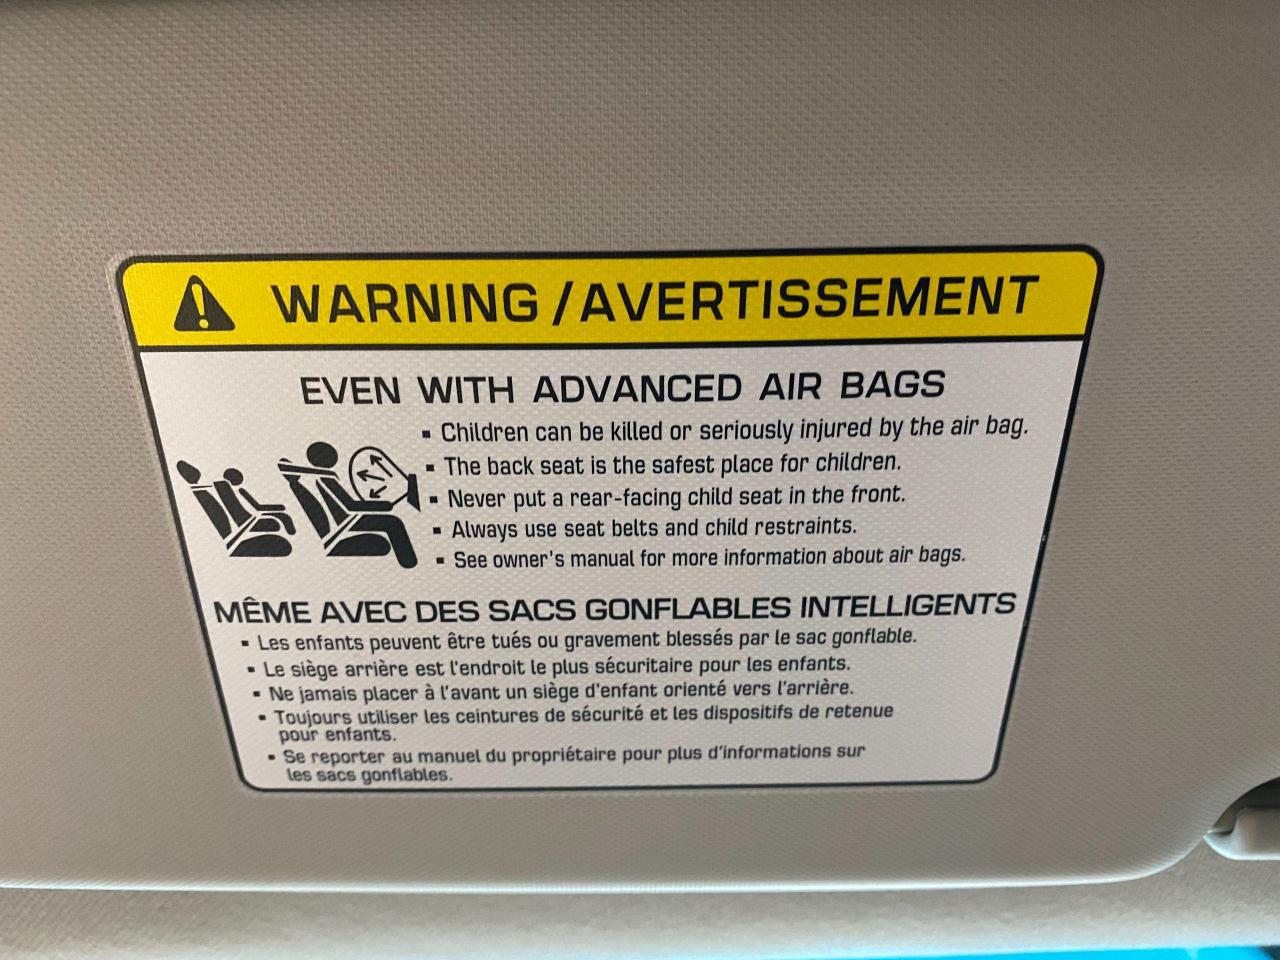 WARNING / AVERTISSEMENT
EVEN WITH ADVANCED AIR BAGS
▪ Children can be killed or seriously injured by the air bag.
▪ The back seat is the safest place for children.
▪ Never put a rear-facing child seat in the front.
▪ Always use seat belts and child restraints.
▪ See owner's manual for more information about air bags.
MÊME AVEC DES SACS GONFLABLES INTELLIGENTS
▪ Les enfants peuvent être tués ou gravement blessés par le sac gonflable.
▪ Le siège arrière est l'endroit le plus sécuritaire pour les enfants.
▪ Ne jamais placer à l'avant un siège d'enfant orienté vers l'arrière.
▪ Toujours utiliser les ceintures de sécurité et les dispositifs de retenue
pour enfants.
▪ Se reporter au manuel du propriétaire pour plus d'informations sur
les sacs gonflables.